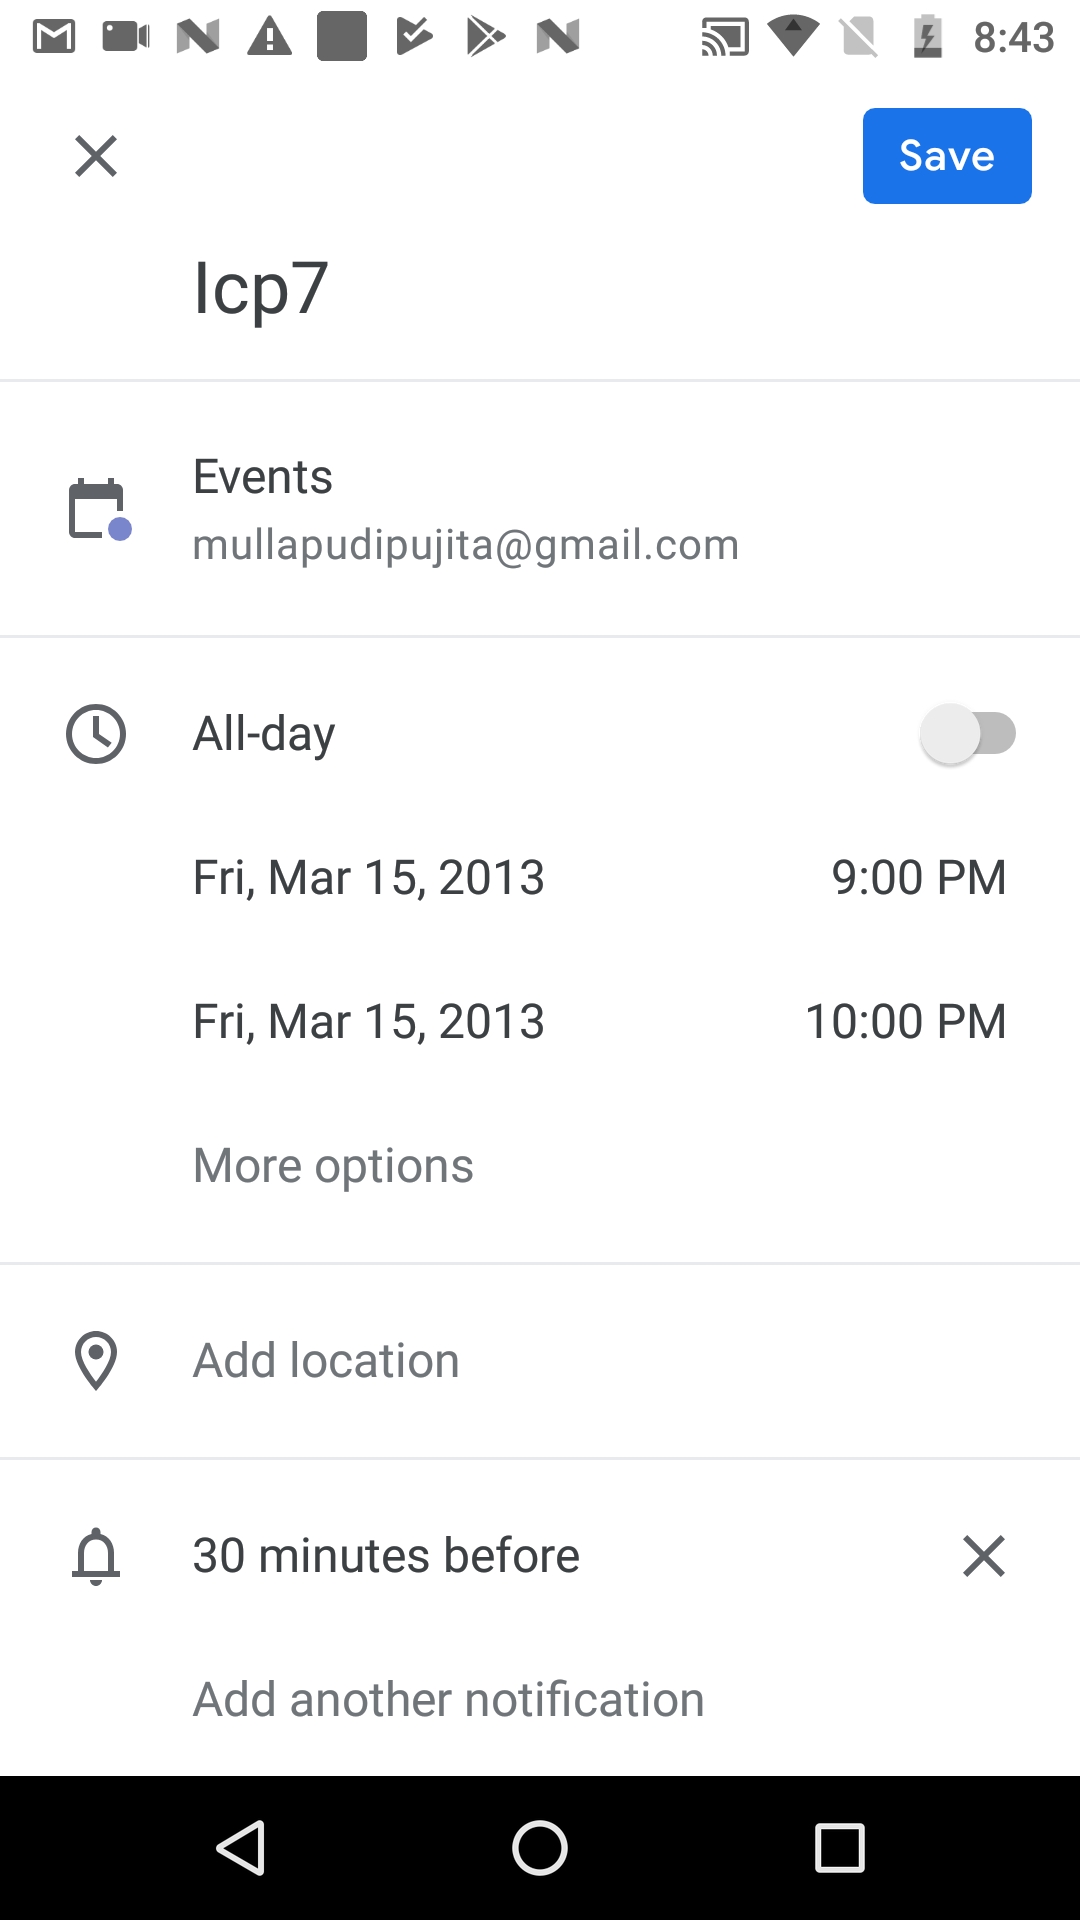 8:43
Save
Icp7
Events
mullapudipujita@gmail.com
All-day
Fri, Mar 15, 2013 9:00 PM
Fri, Mar 15, 2013 10:00 PM
More options
Add location
30 minutes before
Add another notification